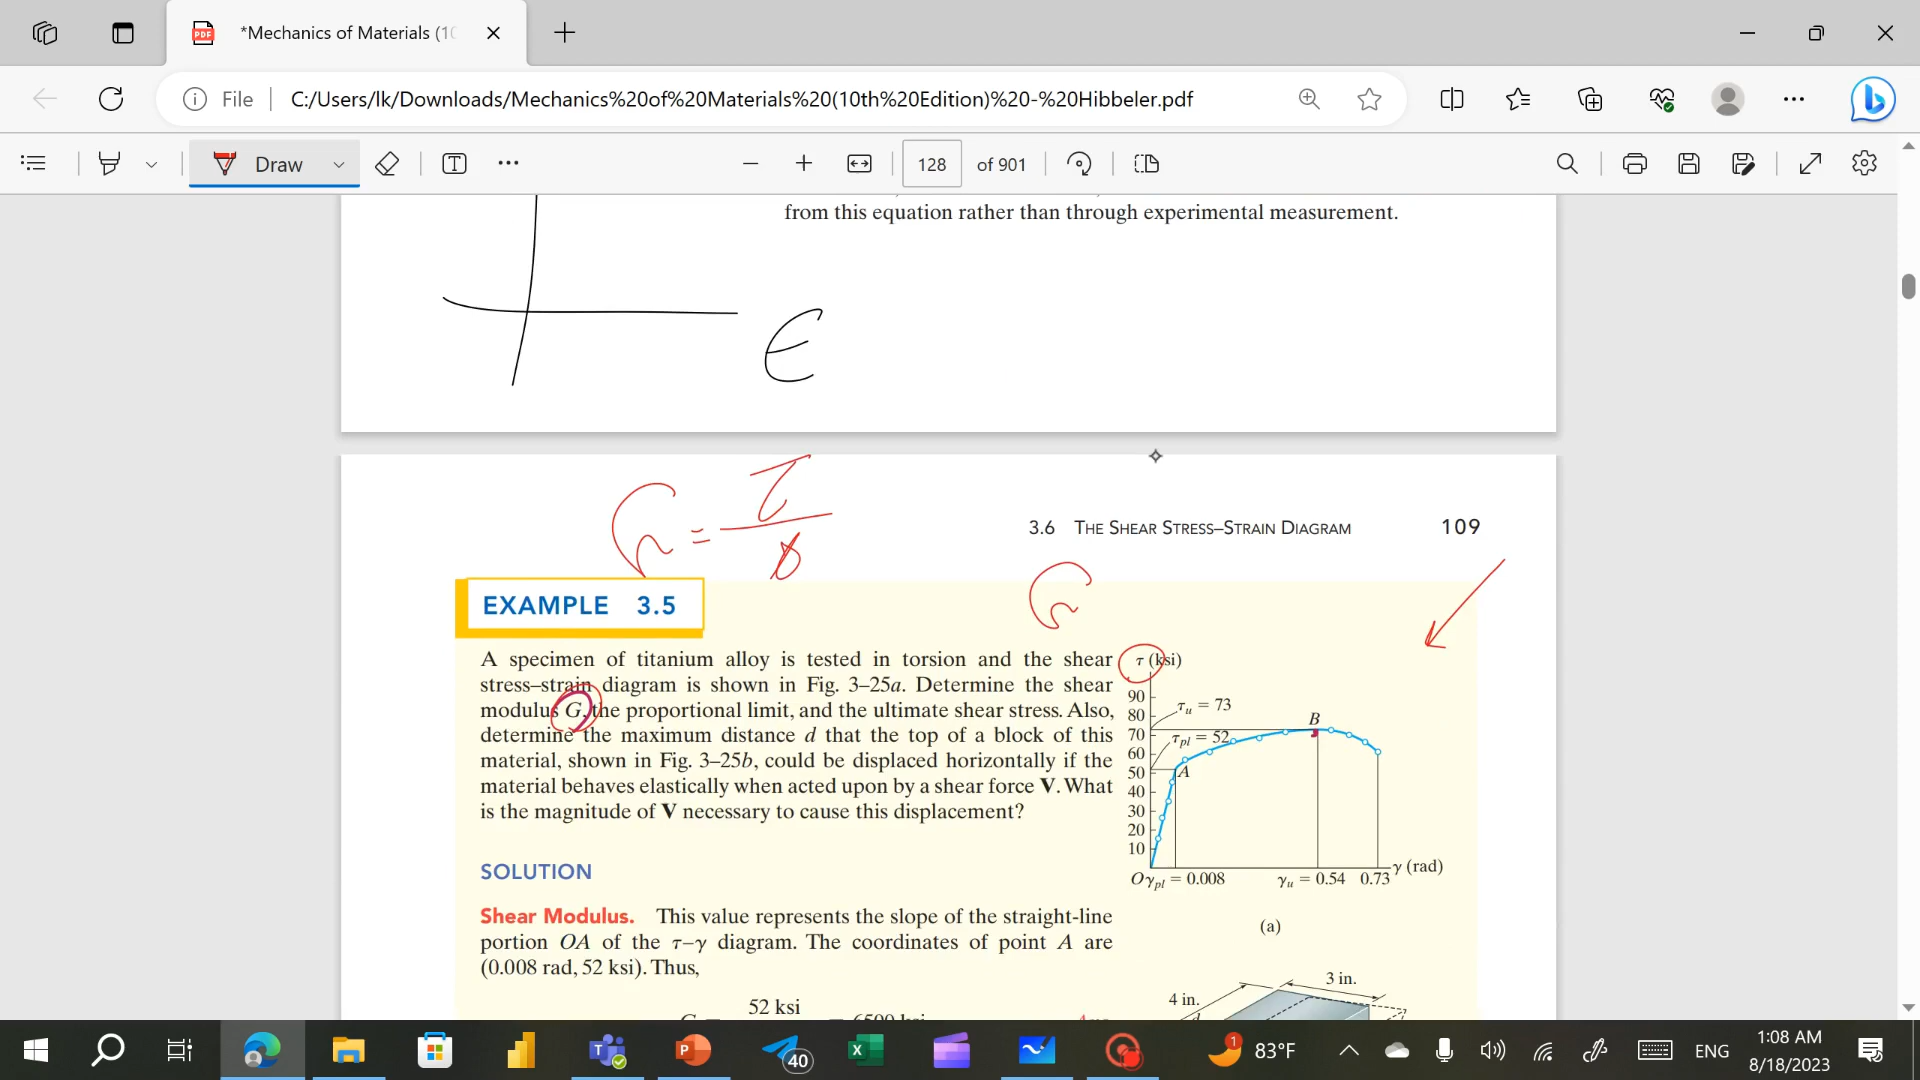 *Mechanics of Materials (10
File
C:/Users/lk/Downloads/Mechanics%20of%20Materials%20(10th%20Edition)%20-%20Hibbeler.pdf
Draw
128 of 901
from this equation rather than through experimental measurement.
ϵ
G = τ/γ
3.6 THE SHEAR STRESS–STRAIN DIAGRAM 109
G
EXAMPLE 3.5
A specimen of titanium alloy is tested in torsion and the shear
stress–strain diagram is shown in Fig. 3–25a. Determine the shear
modulus G, the proportional limit, and the ultimate shear stress. Also,
determine the maximum distance d that the top of a block of this
material, shown in Fig. 3–25b, could be displaced horizontally if the
material behaves elastically when acted upon by a shear force V. What
is the magnitude of V necessary to cause this displacement?
τ (ksi)
90
80
70
60
50
40
30
20
10
τu = 73
τpl = 52
B
A
O
γpl = 0.008
γu = 0.54
0.73
γ (rad)
(a)
SOLUTION
Shear Modulus. This value represents the slope of the straight-line
portion OA of the τ–γ diagram. The coordinates of point A are
(0.008 rad, 52 ksi). Thus,
52 ksi
3 in.
4 in.
40
1
83°F
ENG
1:08 AM
8/18/2023